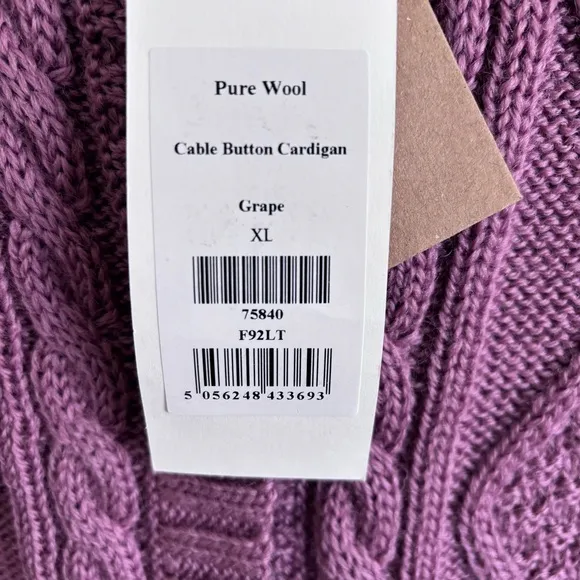 Pure Wool
Cable Button Cardigan
Grape
XL
75840
F92LT
5 056248 433693